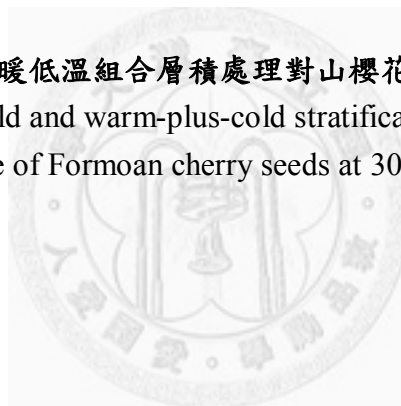 暖低溫組合層積處理對山櫻花
ld and warm-plus-cold stratifica
e of Formoan cherry seeds at 30